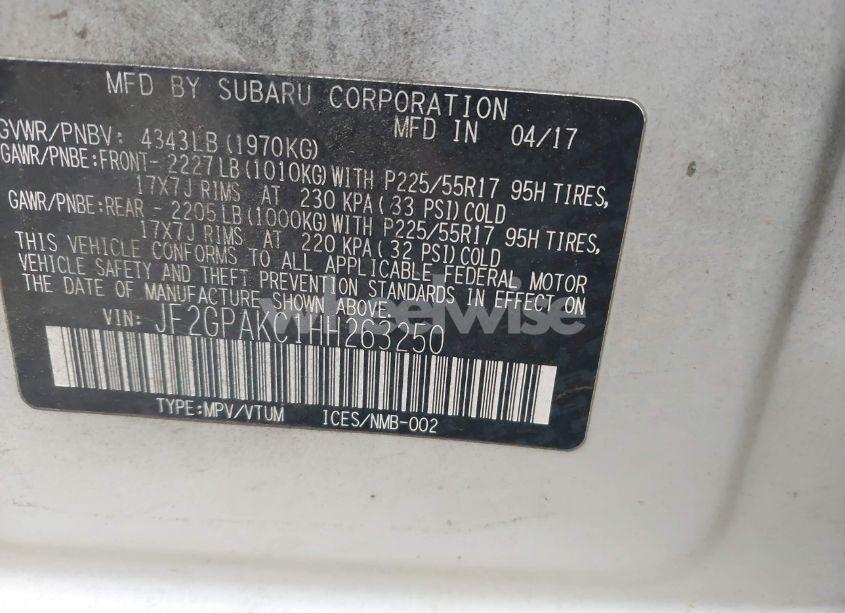 MFD BY SUBARU CORPORATION
MFD IN 04/17
GVWR/PNBV: 4343LB (1970KG)
GAWR/PNBE:FRONT- 2227LB (1010KG) WITH P225/55R17 95H TIRES,
17X7J RIMS AT 230 KPA (33 PSI) COLD
GAWR/PNBE:REAR - 2205LB (1000KG) WITH P225/55R17 95H TIRES,
17X7J RIMS AT 220 KPA (32 PSI) COLD
THIS VEHICLE CONFORMS TO ALL APPLICABLE FEDERAL MOTOR
VEHICLE SAFETY AND THEFT PREVENTION STANDARDS IN EFFECT ON
THE DATE OF MANUFACTURE SHOWN ABOVE.
VIN: JF2GPAKC1HH263250
wheelwise
TYPE:MPV/VTUM ICES/NMB-002